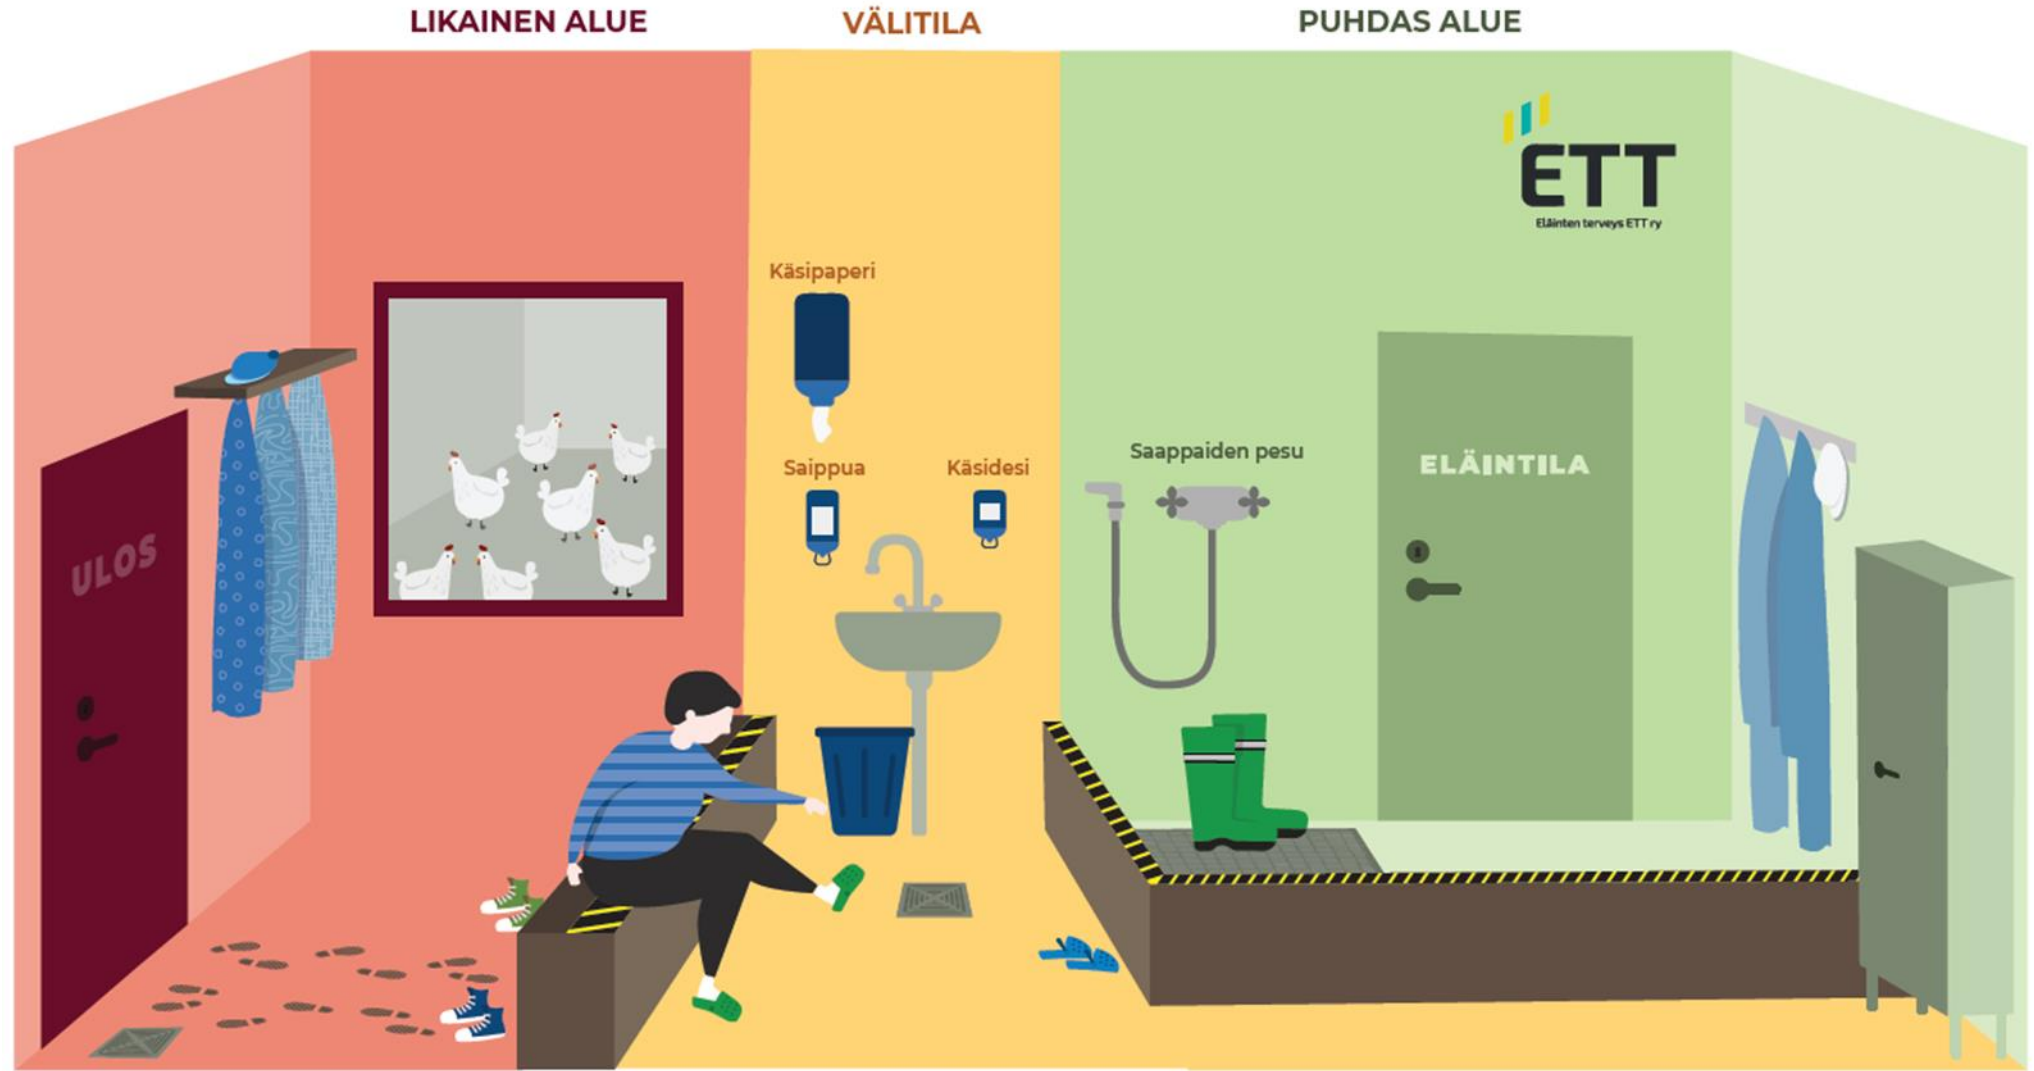 LIKAINEN ALUE
VÄLITILA
PUHDAS ALUE
ETT
Eläinten terveys ETT ry
Käsipaperi
Saippua
Käsidesi
Saappaiden pesu
ELÄINTILA
ULOS